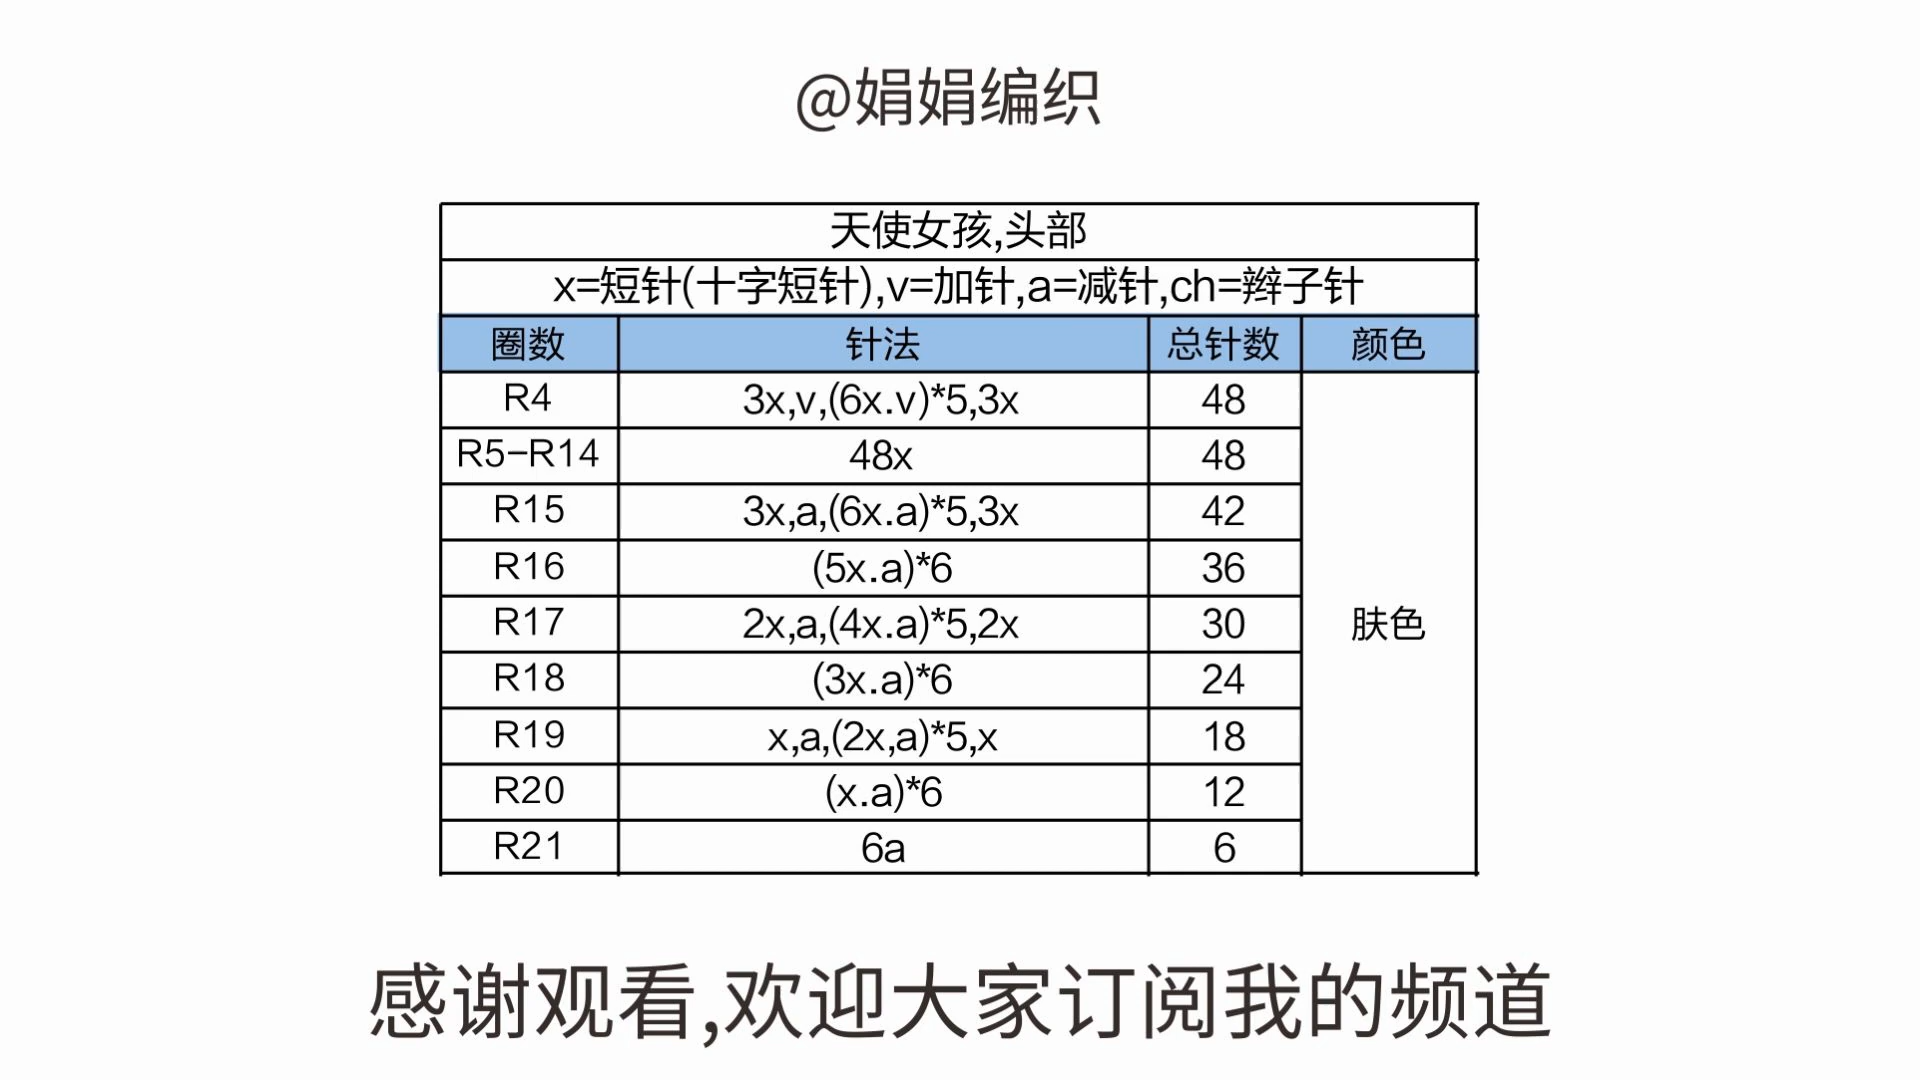 @娟娟编织
天使女孩,头部
x=短针(十字短针),v=加针,a=减针,ch=辫子针
圈数 针法 总针数 颜色
R4 3x,v,(6x.v)*5,3x 48
R5-R14 48x 48
R15 3x,a,(6x.a)*5,3x 42
R16 (5x.a)*6 36
R17 2x,a,(4x.a)*5,2x 30 肤色
R18 (3x.a)*6 24
R19 x,a,(2x,a)*5,x 18
R20 (x.a)*6 12
R21 6a 6
感谢观看,欢迎大家订阅我的频道